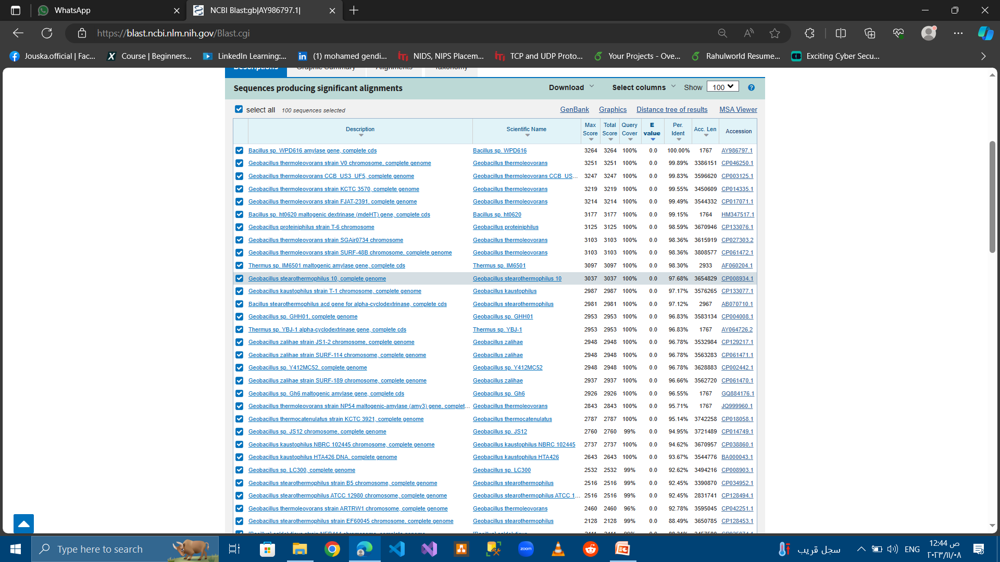 WhatsApp
NCBI Blast:gb|AY986797.1|
https://blast.ncbi.nlm.nih.gov/Blast.cgi
Jouska.official | Fac... Course | Beginners... LinkedIn Learning:... (1) mohamed gendi... NIDS, NIPS Placem... TCP and UDP Proto... Your Projects - Ove... Rahulworld Resume... Exciting Cyber Secu...
Descriptions Graphic Summary Alignments Taxonomy
Sequences producing significant alignments Download Select columns Show 100
select all 100 sequences selected GenBank Graphics Distance tree of results MSA Viewer
Description Scientific Name Max Score Total Score Query Cover E value Per. Ident Acc. Len Accession
Bacillus sp. WPD616 amylase gene, complete cds Bacillus sp. WPD616 3264 3264 100% 0.0 100.00% 1767 AY986797.1
Geobacillus thermoleovorans strain V0 chromosome, complete genome Geobacillus thermoleovorans 3251 3251 100% 0.0 99.89% 3386151 CP046250.1
Geobacillus thermoleovorans CCB_US3_UF5, complete genome Geobacillus thermoleovorans CCB_US... 3247 3247 100% 0.0 99.83% 3596620 CP003125.1
Geobacillus thermoleovorans strain KCTC 3570, complete genome Geobacillus thermoleovorans 3219 3219 100% 0.0 99.55% 3450609 CP014335.1
Geobacillus thermoleovorans strain FJAT-2391, complete genome Geobacillus thermoleovorans 3214 3214 100% 0.0 99.49% 3544332 CP017071.1
Bacillus sp. ht0620 maltogenic dextrinase (mdeHT) gene, complete cds Bacillus sp. ht0620 3177 3177 100% 0.0 99.15% 1764 HM347517.1
Geobacillus proteiniphilus strain T-6 chromosome Geobacillus proteiniphilus 3125 3125 100% 0.0 98.59% 3670946 CP133076.1
Geobacillus thermoleovorans strain SGAir0734 chromosome Geobacillus thermoleovorans 3103 3103 100% 0.0 98.36% 3615919 CP027303.2
Geobacillus thermoleovorans strain SURF-48B chromosome, complete genome Geobacillus thermoleovorans 3103 3103 100% 0.0 98.36% 3808577 CP061472.1
Thermus sp. IM6501 maltogenic amylase gene, complete cds Thermus sp. IM6501 3097 3097 100% 0.0 98.30% 2933 AF060204.1
Geobacillus stearothermophilus 10, complete genome Geobacillus stearothermophilus 10 3037 3037 100% 0.0 97.68% 3654829 CP008934.1
Geobacillus kaustophilus strain T-1 chromosome, complete genome Geobacillus kaustophilus 2987 2987 100% 0.0 97.17% 3576265 CP133077.1
Bacillus stearothermophilus acd gene for alpha-cyclodextrinase, complete cds Geobacillus stearothermophilus 2981 2981 100% 0.0 97.12% 2967 AB070710.1
Geobacillus sp. GHH01, complete genome Geobacillus sp. GHH01 2953 2953 100% 0.0 96.83% 3583134 CP004008.1
Thermus sp. YBJ-1 alpha-cyclodextrinase gene, complete cds Thermus sp. YBJ-1 2953 2953 100% 0.0 96.83% 1767 AY064726.2
Geobacillus zalihae strain JS1-2 chromosome, complete genome Geobacillus zalihae 2948 2948 100% 0.0 96.78% 3532984 CP129217.1
Geobacillus zalihae strain SURF-114 chromosome, complete genome Geobacillus zalihae 2948 2948 100% 0.0 96.78% 3563283 CP061471.1
Geobacillus sp. Y412MC52, complete genome Geobacillus sp. Y412MC52 2948 2948 100% 0.0 96.78% 3628883 CP002442.1
Geobacillus zalihae strain SURF-189 chromosome, complete genome Geobacillus zalihae 2937 2937 100% 0.0 96.66% 3562720 CP061470.1
Geobacillus sp. Gh6 maltogenic amylase gene, complete cds Geobacillus sp. Gh6 2926 2926 100% 0.0 96.55% 1767 GQ884176.1
Geobacillus thermoleovorans strain NP54 maltogenic-amylase (amy3) gene, complet... Geobacillus thermoleovorans 2843 2843 100% 0.0 95.71% 1767 JQ999960.1
Geobacillus thermocatenulatus strain KCTC 3921, complete genome Geobacillus thermocatenulatus 2787 2787 100% 0.0 95.14% 3742258 CP018058.1
Geobacillus sp. JS12 chromosome, complete genome Geobacillus sp. JS12 2760 2760 99% 0.0 94.95% 3721489 CP014749.1
Geobacillus kaustophilus NBRC 102445 chromosome, complete genome Geobacillus kaustophilus NBRC 102445 2737 2737 100% 0.0 94.62% 3670957 CP038860.1
Geobacillus kaustophilus HTA426 DNA, complete genome Geobacillus kaustophilus HTA426 2643 2643 100% 0.0 93.67% 3544776 BA000043.1
Geobacillus sp. LC300, complete genome Geobacillus sp. LC300 2532 2532 99% 0.0 92.62% 3494216 CP008903.1
Geobacillus stearothermophilus strain B5 chromosome, complete genome Geobacillus stearothermophilus 2516 2516 99% 0.0 92.45% 3390870 CP034952.1
Geobacillus stearothermophilus ATCC 12980 chromosome, complete genome Geobacillus stearothermophilus ATCC 1... 2516 2516 99% 0.0 92.45% 2831741 CP128494.1
Geobacillus thermoleovorans strain ARTRW1 chromosome, complete genome Geobacillus thermoleovorans 2460 2460 96% 0.0 92.78% 3595045 CP042251.1
Geobacillus stearothermophilus strain EF60045 chromosome, complete genome Geobacillus stearothermophilus 2128 2128 99% 0.0 88.49% 3650785 CP128453.1
Type here to search zoom سجل قريب ENG 12:44 ص
٢٠٢٣/١١/٠٨